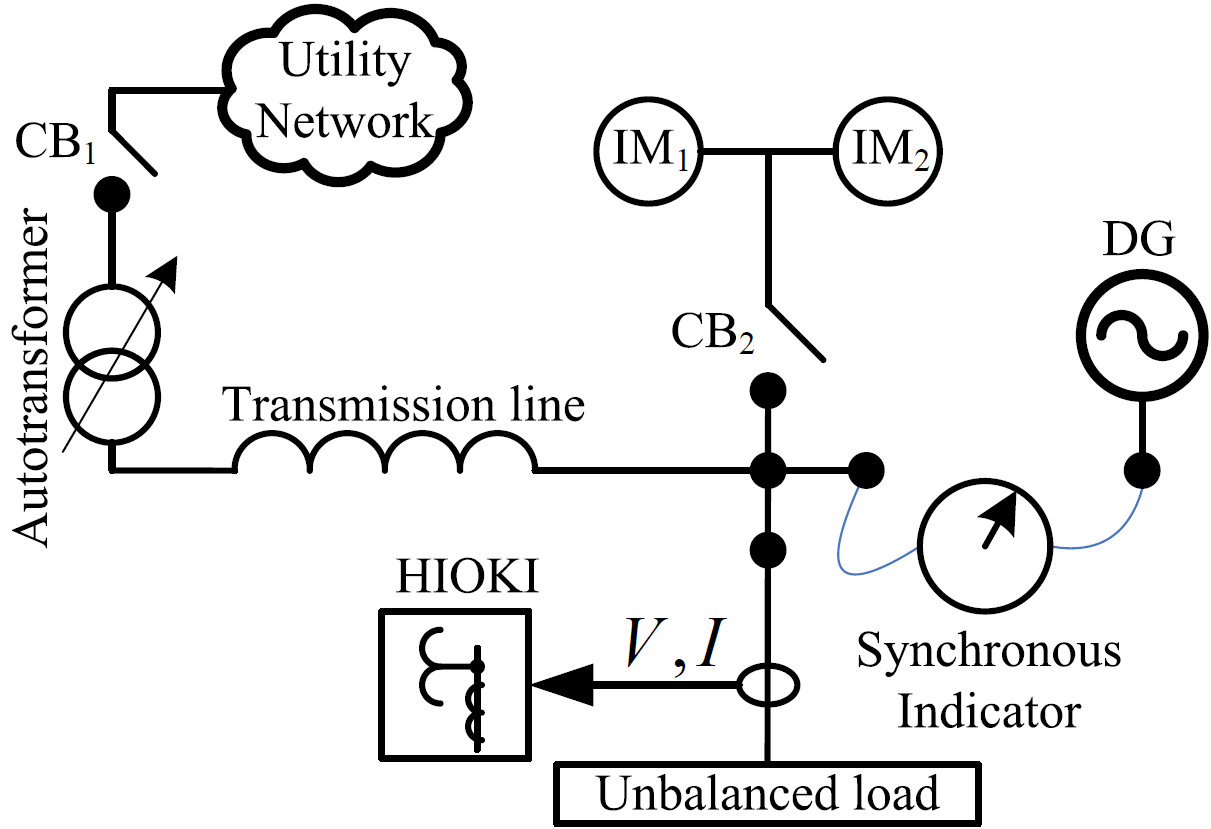 Utility
Network
CB₁
IM₁
IM₂
DG
Autotransformer
CB₂
Transmission line
HIOKI
V, I
Synchronous
Indicator
Unbalanced load